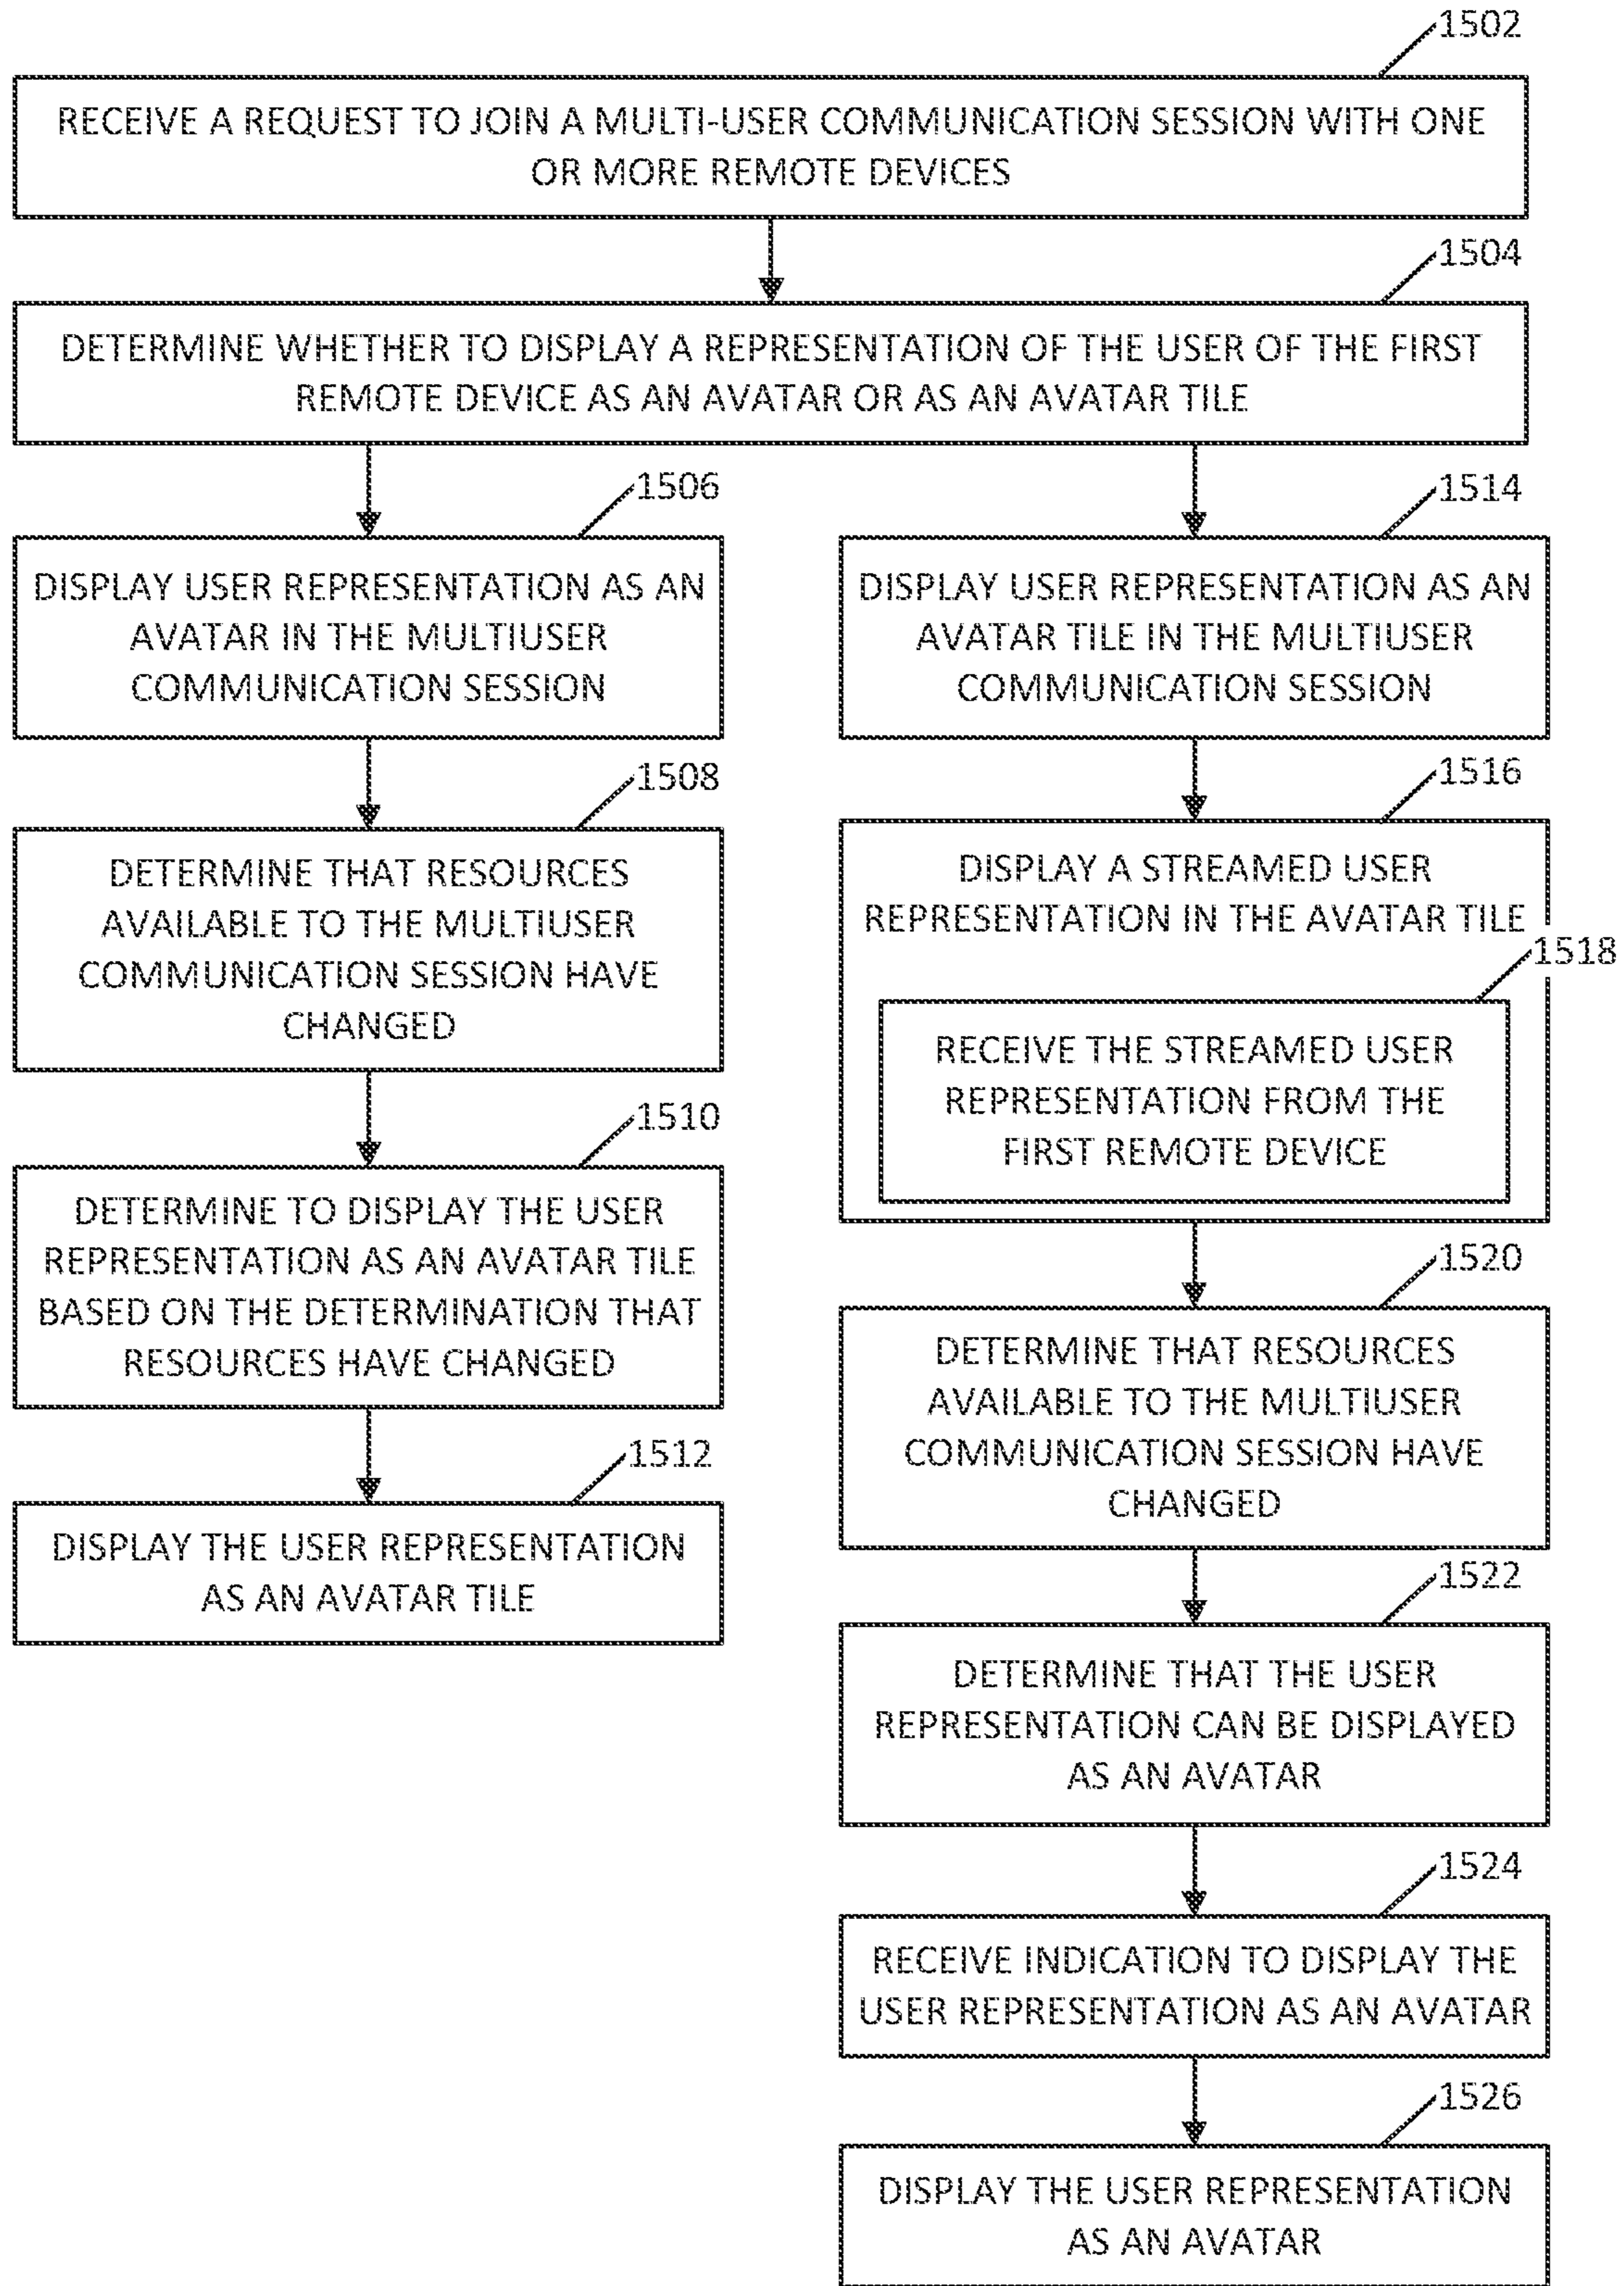 1502
RECEIVE A REQUEST TO JOIN A MULTI-USER COMMUNICATION SESSION WITH ONE
OR MORE REMOTE DEVICES
1504
DETERMINE WHETHER TO DISPLAY A REPRESENTATION OF THE USER OF THE FIRST
REMOTE DEVICE AS AN AVATAR OR AS AN AVATAR TILE
1506
DISPLAY USER REPRESENTATION AS AN
AVATAR IN THE MULTIUSER
COMMUNICATION SESSION
1508
DETERMINE THAT RESOURCES
AVAILABLE TO THE MULTIUSER
COMMUNICATION SESSION HAVE
CHANGED
1510
DETERMINE TO DISPLAY THE USER
REPRESENTATION AS AN AVATAR TILE
BASED ON THE DETERMINATION THAT
RESOURCES HAVE CHANGED
1512
DISPLAY THE USER REPRESENTATION
AS AN AVATAR TILE
1514
DISPLAY USER REPRESENTATION AS AN
AVATAR TILE IN THE MULTIUSER
COMMUNICATION SESSION
1516
DISPLAY A STREAMED USER
REPRESENTATION IN THE AVATAR TILE
1518
RECEIVE THE STREAMED USER
REPRESENTATION FROM THE
FIRST REMOTE DEVICE
1520
DETERMINE THAT RESOURCES
AVAILABLE TO THE MULTIUSER
COMMUNICATION SESSION HAVE
CHANGED
1522
DETERMINE THAT THE USER
REPRESENTATION CAN BE DISPLAYED
AS AN AVATAR
1524
RECEIVE INDICATION TO DISPLAY THE
USER REPRESENTATION AS AN AVATAR
1526
DISPLAY THE USER REPRESENTATION
AS AN AVATAR